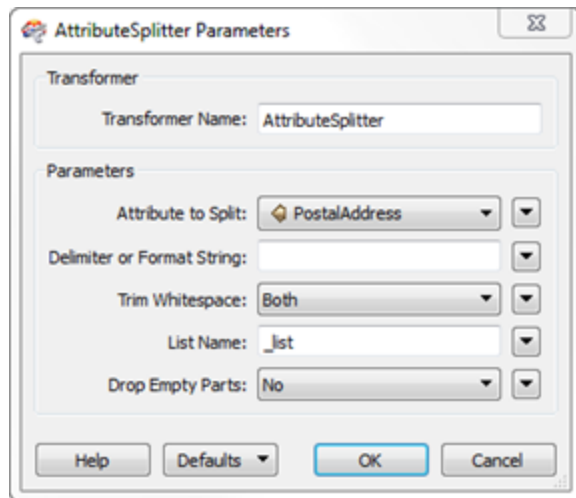 AttributeSplitter Parameters
Transformer
Transformer Name: AttributeSplitter
Parameters
Attribute to Split: PostalAddress
Delimiter or Format String:
Trim Whitespace: Both
List Name: _list
Drop Empty Parts: No
Help Defaults OK Cancel